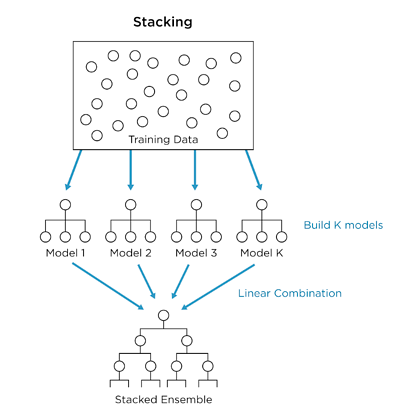 Stacking
Training Data
Build K models
Model 1 Model 2 Model 3 Model K
Linear Combination
Stacked Ensemble